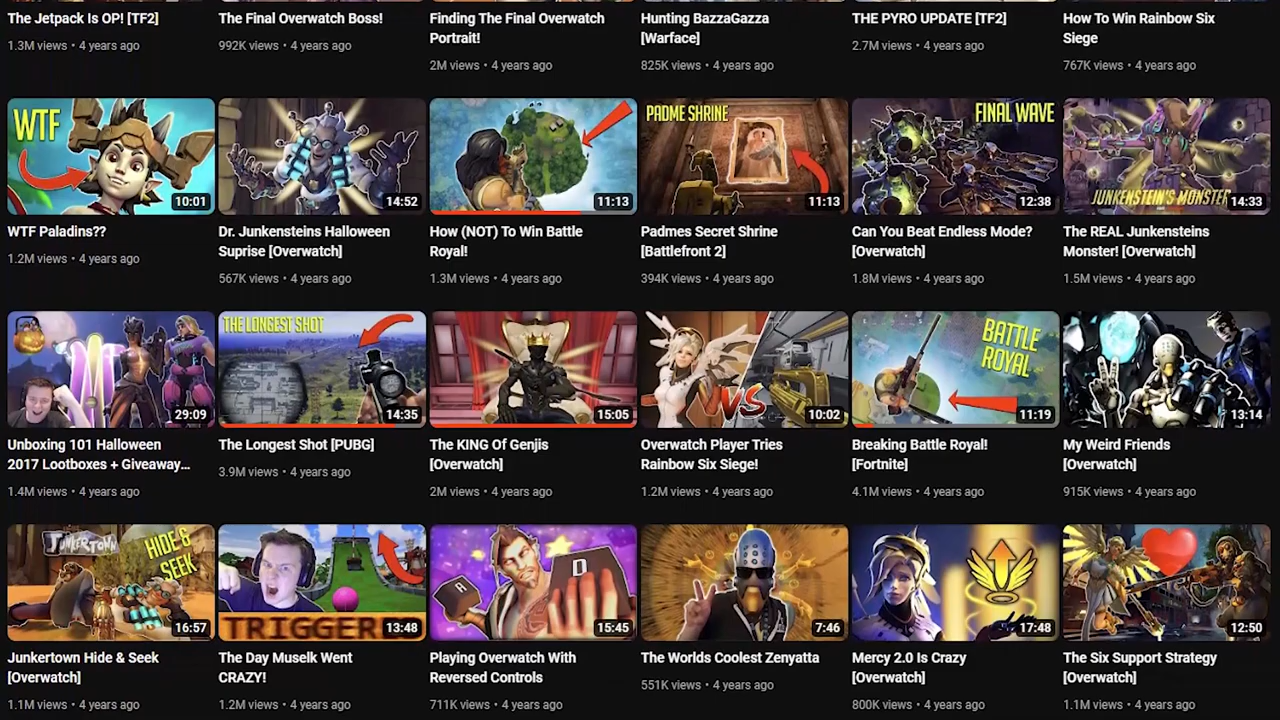 The Jetpack Is OP! [TF2]
1.3M views • 4 years ago
The Final Overwatch Boss!
992K views • 4 years ago
Finding The Final Overwatch
Portrait!
2M views • 4 years ago
Hunting BazzaGazza
[Warface]
825K views • 4 years ago
THE PYRO UPDATE [TF2]
2.7M views • 4 years ago
How To Win Rainbow Six
Siege
767K views • 4 years ago
WTF
10:01
WTF Paladins??
1.2M views • 4 years ago
14:52
Dr. Junkensteins Halloween
Suprise [Overwatch]
567K views • 4 years ago
11:13
How (NOT) To Win Battle
Royal!
1.3M views • 4 years ago
PADME SHRINE
11:13
Padmes Secret Shrine
[Battlefront 2]
394K views • 4 years ago
FINAL WAVE
12:38
Can You Beat Endless Mode?
[Overwatch]
1.8M views • 4 years ago
JUNKENSTEIN'S MONSTER
14:33
The REAL Junkensteins
Monster! [Overwatch]
1.5M views • 4 years ago
29:09
Unboxing 101 Halloween
2017 Lootboxes + Giveaway...
1.4M views • 4 years ago
THE LONGEST SHOT
14:35
The Longest Shot [PUBG]
3.9M views • 4 years ago
15:05
The KING Of Genjis
[Overwatch]
2M views • 4 years ago
VS
10:02
Overwatch Player Tries
Rainbow Six Siege!
1.2M views • 4 years ago
BATTLE
ROYAL
11:19
Breaking Battle Royal!
[Fortnite]
4.1M views • 4 years ago
13:14
My Weird Friends
[Overwatch]
915K views • 4 years ago
JUNKERTOWN
HIDE &
SEEK
16:57
Junkertown Hide & Seek
[Overwatch]
1.1M views • 4 years ago
TRIGGER
13:48
The Day Muselk Went
CRAZY!
1.2M views • 4 years ago
A
D
15:45
Playing Overwatch With
Reversed Controls
711K views • 4 years ago
7:46
The Worlds Coolest Zenyatta
551K views • 4 years ago
17:48
Mercy 2.0 Is Crazy
[Overwatch]
800K views • 4 years ago
12:50
The Six Support Strategy
[Overwatch]
1.1M views • 4 years ago